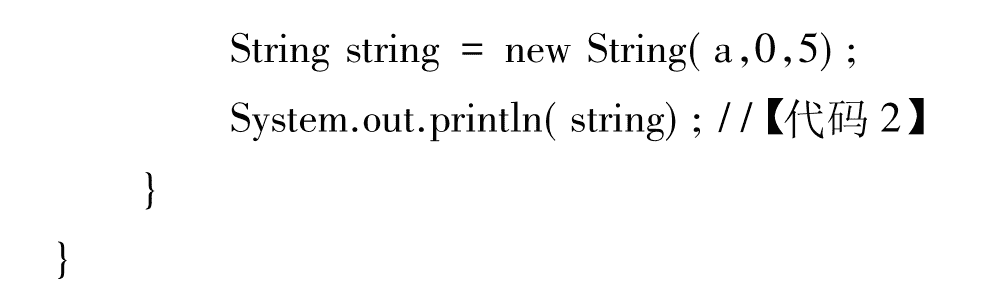 String string = new String( a,0,5) ;
System.out.println( string) ; //【代码 2】
}
}